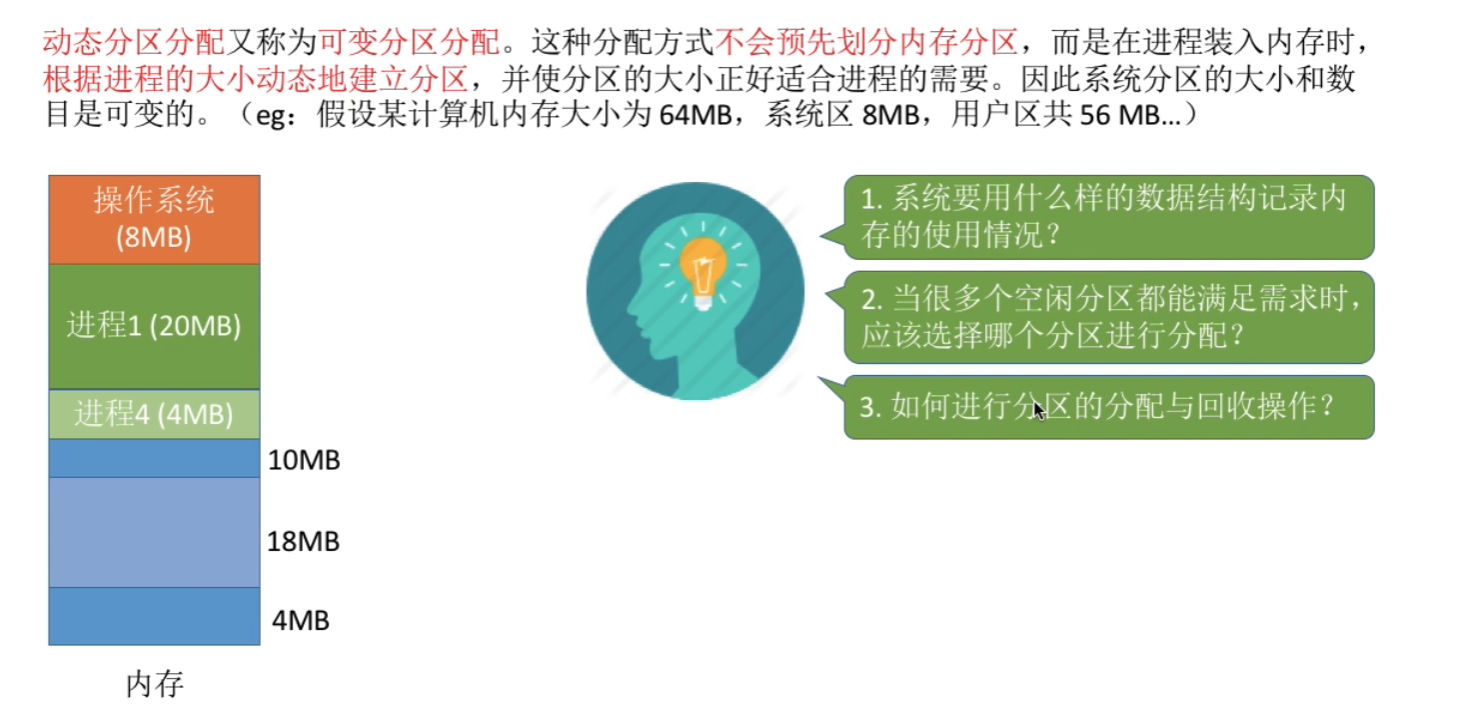 动态分区分配又称为可变分区分配。这种分配方式不会预先划分内存分区，而是在进程装入内存时，
根据进程的大小动态地建立分区，并使分区的大小正好适合进程的需要。因此系统分区的大小和数
目是可变的。（eg：假设某计算机内存大小为 64MB，系统区 8MB，用户区共 56 MB…）
操作系统
(8MB)
进程1 (20MB)
进程4 (4MB)
10MB
18MB
4MB
内存
1. 系统要用什么样的数据结构记录内
存的使用情况？
2. 当很多个空闲分区都能满足需求时，
应该选择哪个分区进行分配？
3. 如何进行分区的分配与回收操作？